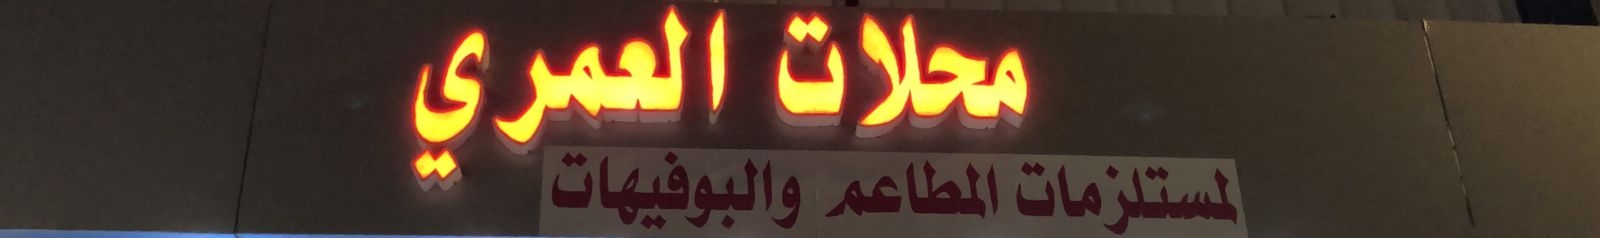 محلات العمري
لمستلزمات المطاعم والبوفيهات